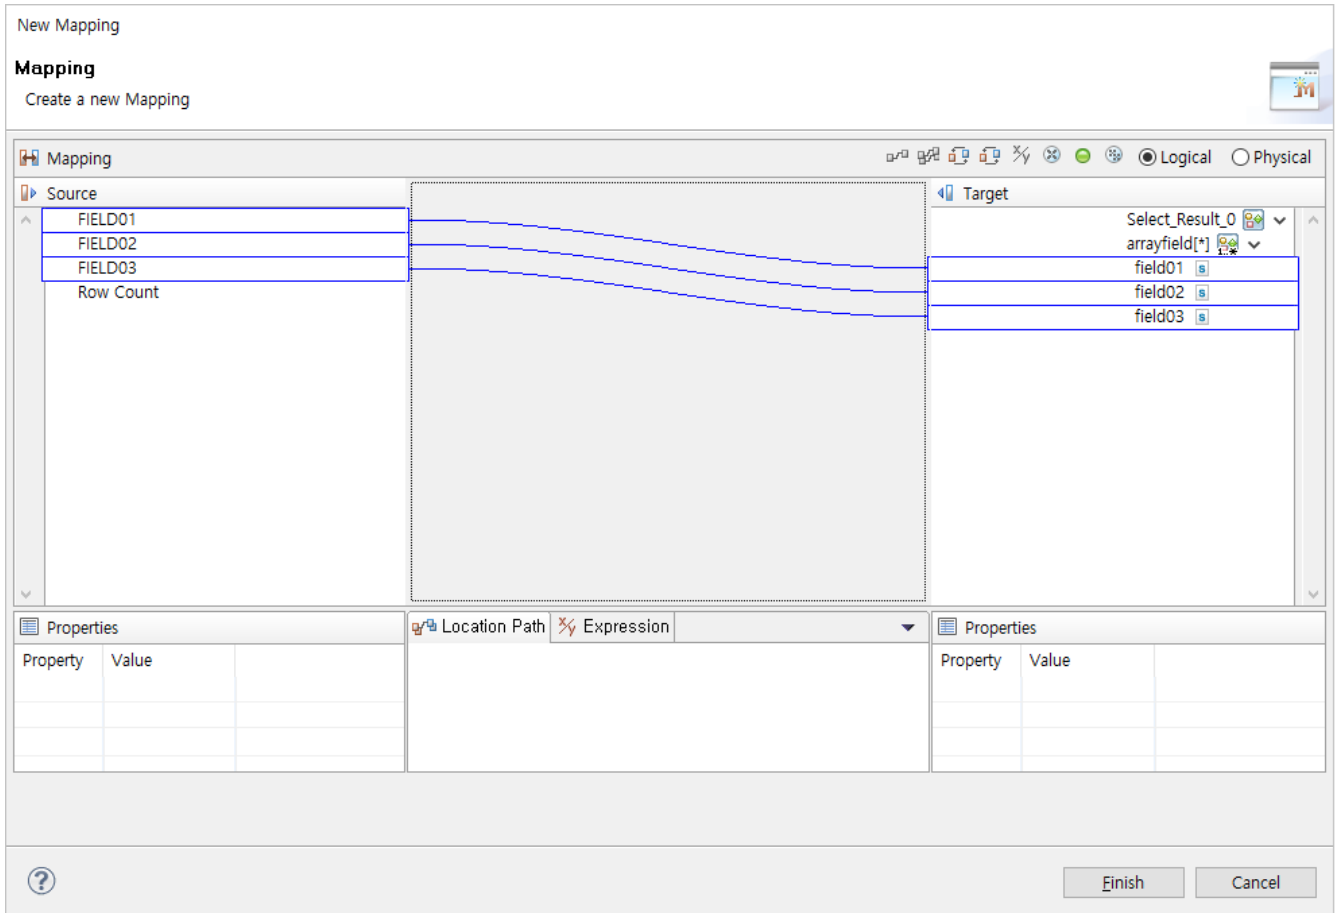 New Mapping
Mapping
Create a new Mapping
Mapping
Logical Physical
Source
Target
FIELD01
FIELD02
FIELD03
Row Count
Select_Result_0
arrayfield[*]
field01
field02
field03
Properties
Location Path Expression
Properties
Property Value
Property Value
Finish Cancel